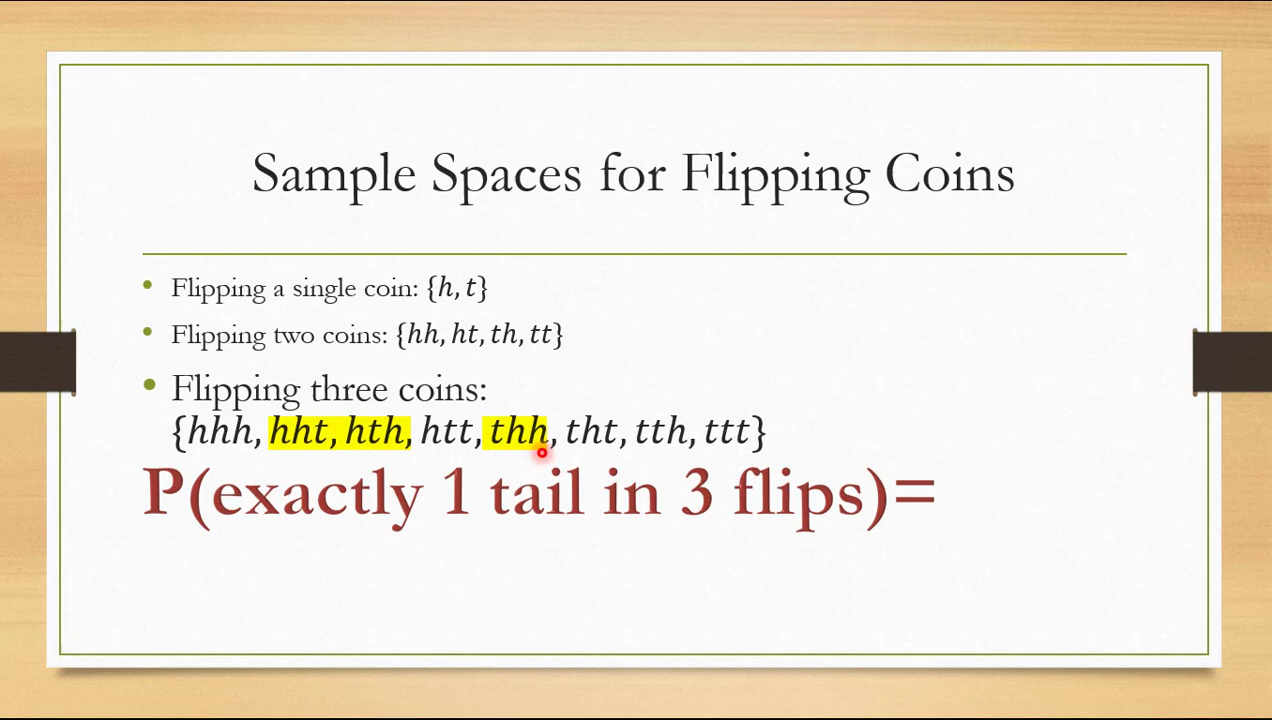 Sample Spaces for Flipping Coins
• Flipping a single coin: {h, t}
• Flipping two coins: {hh, ht, th, tt}
• Flipping three coins:
{hhh, hht, hth, htt, thh, tht, tth, ttt}
P(exactly 1 tail in 3 flips)=